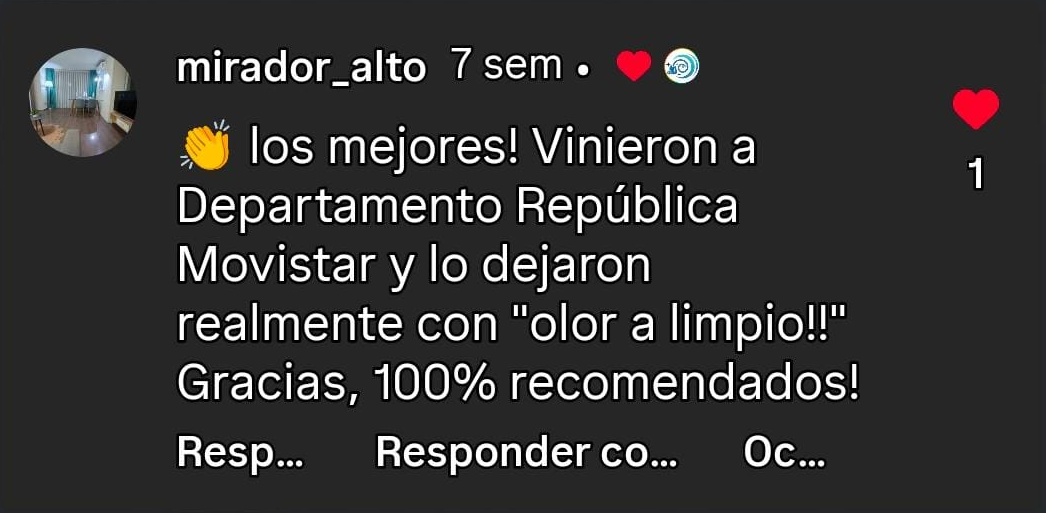 mirador_alto 7 sem •
👏 los mejores! Vinieron a
Departamento República
Movistar y lo dejaron
realmente con "olor a limpio!!"
Gracias, 100% recomendados!
1
Resp... Responder co... Oc...